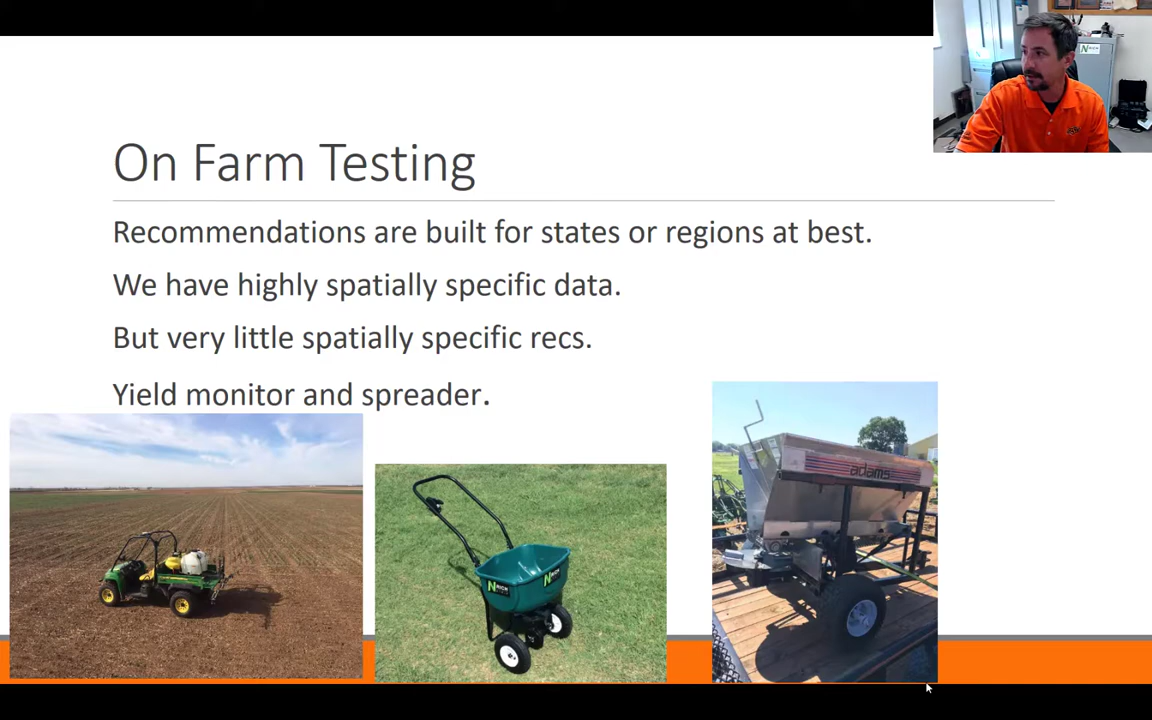 On Farm Testing
Recommendations are built for states or regions at best.
We have highly spatially specific data.
But very little spatially specific recs.
Yield monitor and spreader.
adams
NRICH